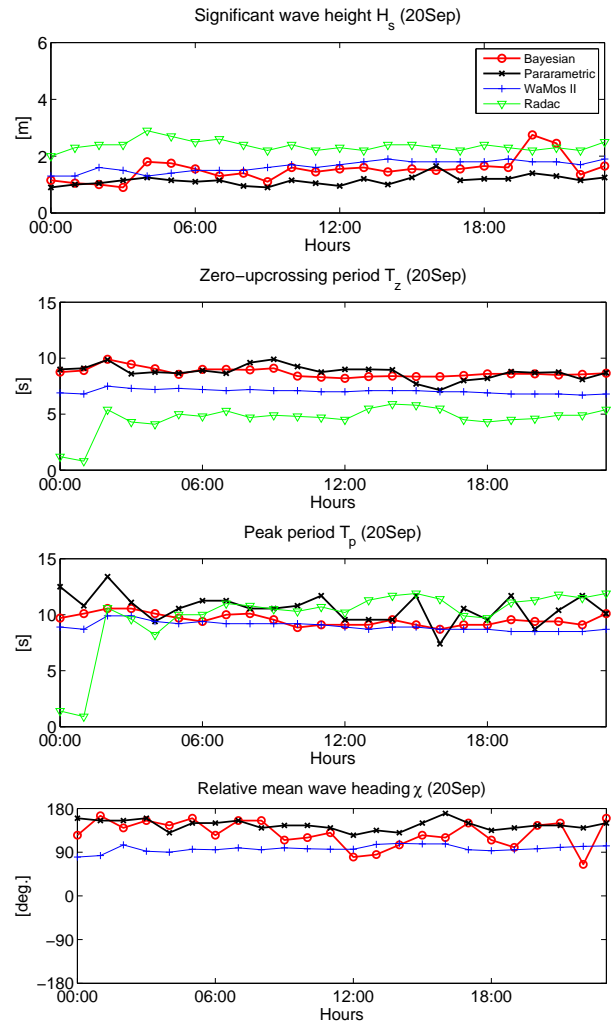 Significant wave height H_s (20Sep)
6
4
2
0
[m]
Bayesian
Pararametric
WaMos II
Radac
00:00 06:00 12:00 18:00
Hours
Zero-upcrossing period T_z (20Sep)
15
10
5
0
[s]
00:00 06:00 12:00 18:00
Hours
Peak period T_p (20Sep)
15
10
5
0
[s]
00:00 06:00 12:00 18:00
Hours
Relative mean wave heading χ (20Sep)
180
90
0
−90
−180
[deg.]
00:00 06:00 12:00 18:00
Hours